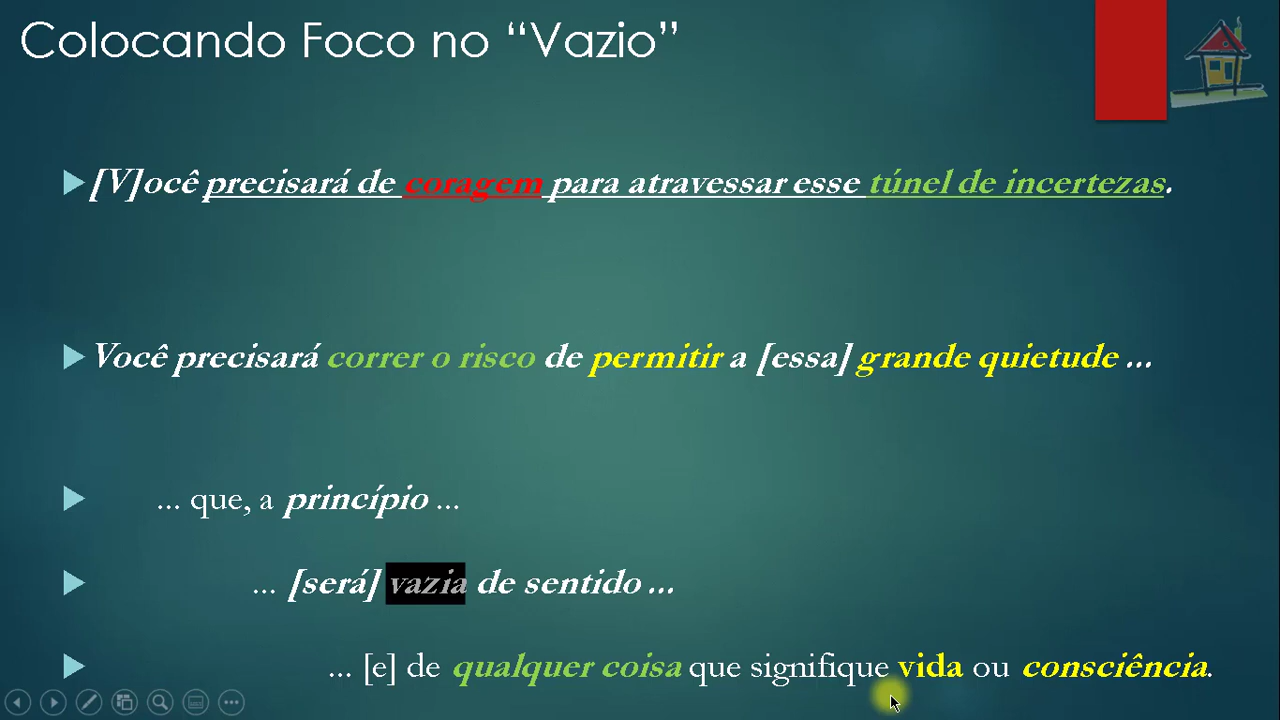 Colocando Foco no “Vazio”
[V]ocê precisará de coragem para atravessar esse túnel de incertezas.
Você precisará correr o risco de permitir a [essa] grande quietude ...
... que, a princípio ...
... [será] vazia de sentido ...
... [e] de qualquer coisa que signifique vida ou consciência.